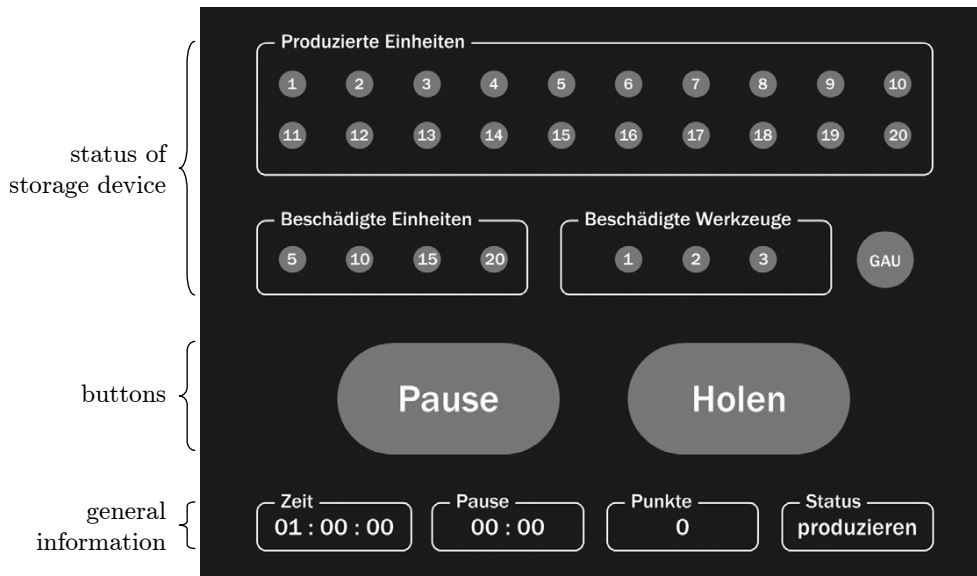 status of
storage device
Produzierte Einheiten
1 2 3 4 5 6 7 8 9 10
11 12 13 14 15 16 17 18 19 20
Beschädigte Einheiten
5 10 15 20
Beschädigte Werkzeuge
1 2 3
GAU
buttons
Pause
Holen
general
information
Zeit
01 : 00 : 00
Pause
00 : 00
Punkte
0
Status
produzieren